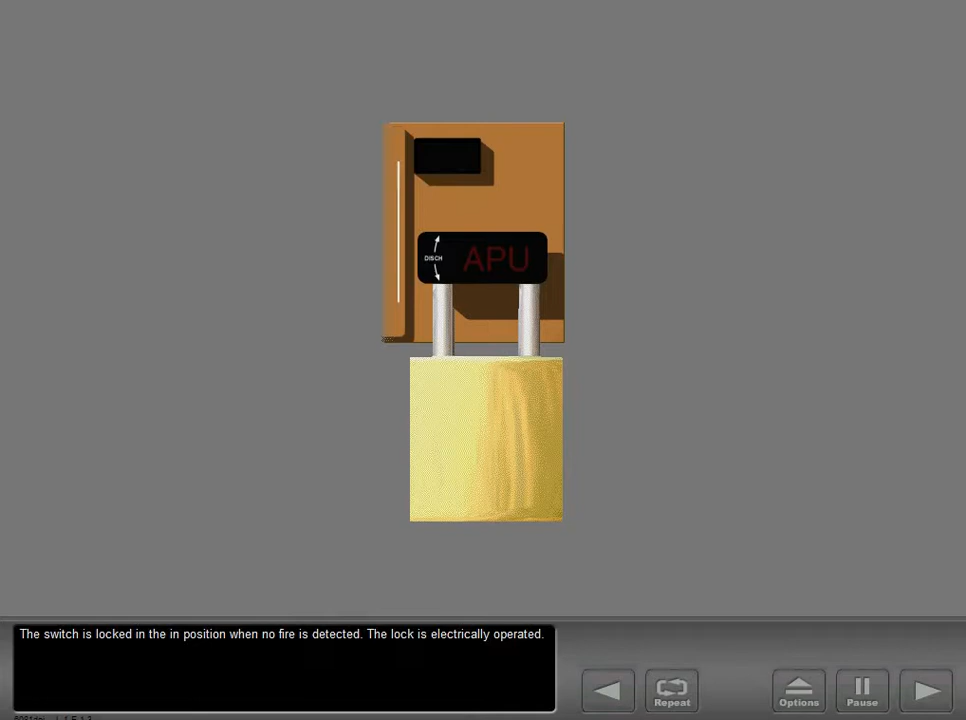 DISCH APU
The switch is locked in the in position when no fire is detected. The lock is electrically operated.
Repeat
Options
Pause